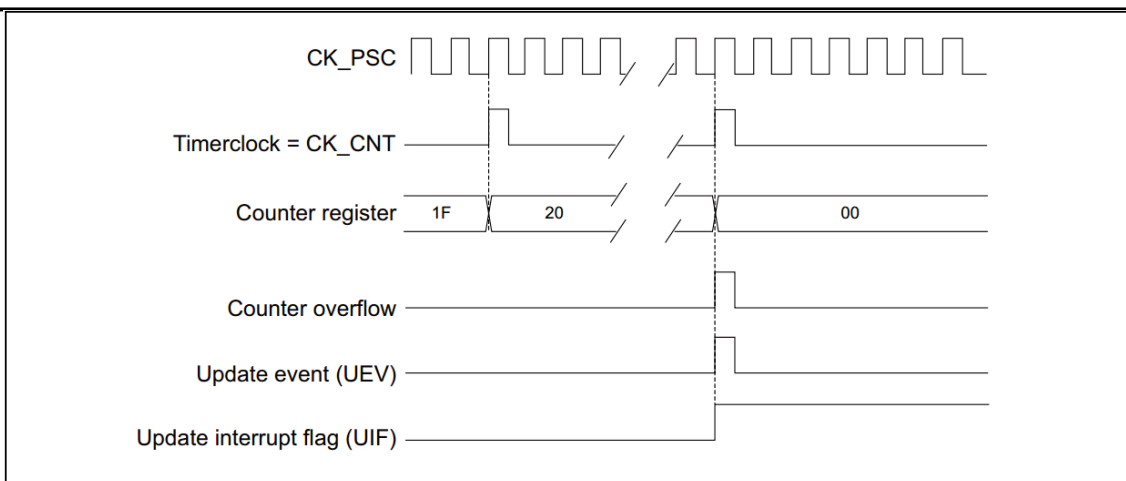 CK_PSC
Timerclock = CK_CNT
Counter register 1F 20 00
Counter overflow
Update event (UEV)
Update interrupt flag (UIF)